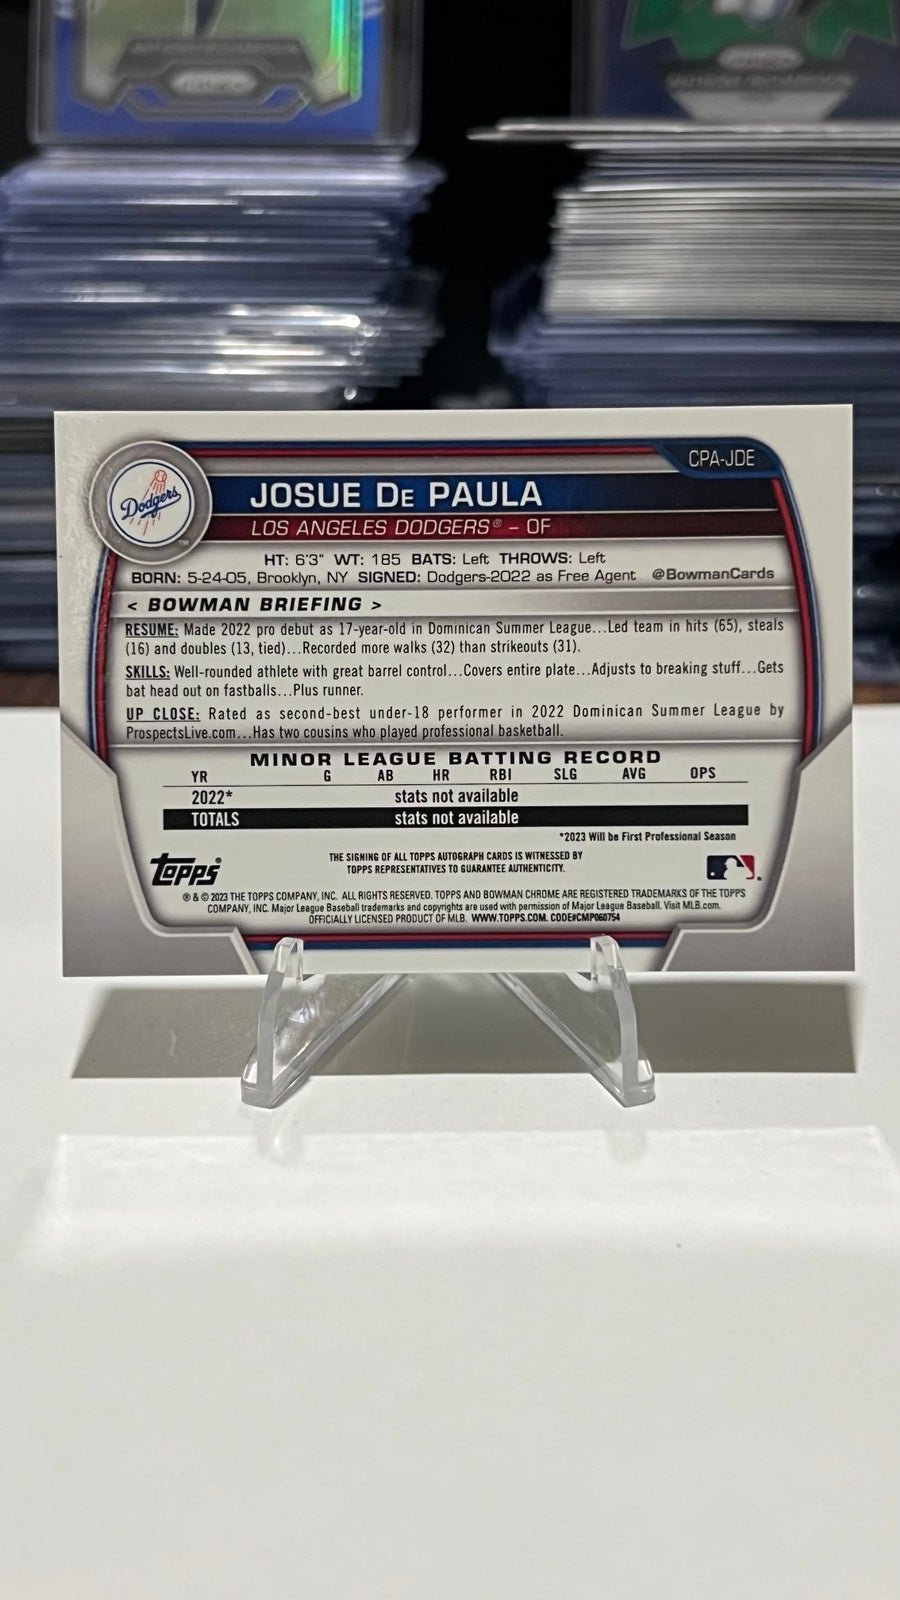 CPA-JDE
Dodgers
JOSUE DE PAULA
LOS ANGELES DODGERS® – OF
HT: 6'3" WT: 185 BATS: Left THROWS: Left
BORN: 5-24-05, Brooklyn, NY SIGNED: Dodgers-2022 as Free Agent @BowmanCards
< BOWMAN BRIEFING >
RESUME: Made 2022 pro debut as 17-year-old in Dominican Summer League...Led team in hits (65), steals
(16) and doubles (13, tied)...Recorded more walks (32) than strikeouts (31).
SKILLS: Well-rounded athlete with great barrel control...Covers entire plate...Adjusts to breaking stuff...Gets
bat head out on fastballs...Plus runner.
UP CLOSE: Rated as second-best under-18 performer in 2022 Dominican Summer League by
ProspectsLive.com...Has two cousins who played professional basketball.
MINOR LEAGUE BATTING RECORD
YR G AB HR RBI SLG AVG OPS
2022* stats not available
TOTALS stats not available
*2023 Will be First Professional Season
Topps®
THE SIGNING OF ALL TOPPS AUTOGRAPH CARDS IS WITNESSED BY
TOPPS REPRESENTATIVES TO GUARANTEE AUTHENTICITY.
® & © 2023 THE TOPPS COMPANY, INC. ALL RIGHTS RESERVED. TOPPS AND BOWMAN CHROME ARE REGISTERED TRADEMARKS OF THE TOPPS
COMPANY, INC. Major League Baseball trademarks and copyrights are used with permission of Major League Baseball. Visit MLB.com.
OFFICIALLY LICENSED PRODUCT OF MLB. WWW.TOPPS.COM. CODE#CMP060754